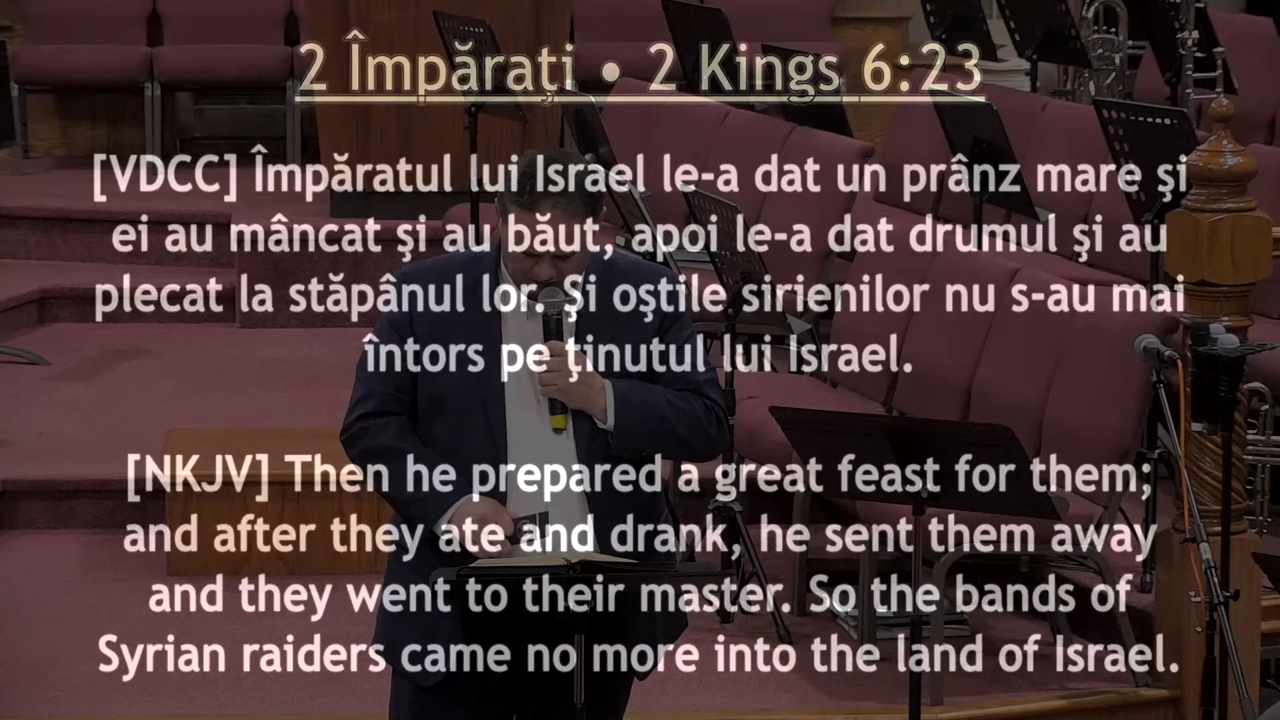 2 Împăraţi • 2 Kings 6:23
[VDCC] Împăratul lui Israel le-a dat un prânz mare şi
ei au mâncat şi au băut, apoi le-a dat drumul şi au
plecat la stăpânul lor. Şi oştile sirienilor nu s-au mai
întors pe ţinutul lui Israel.
[NKJV] Then he prepared a great feast for them;
and after they ate and drank, he sent them away
and they went to their master. So the bands of
Syrian raiders came no more into the land of Israel.